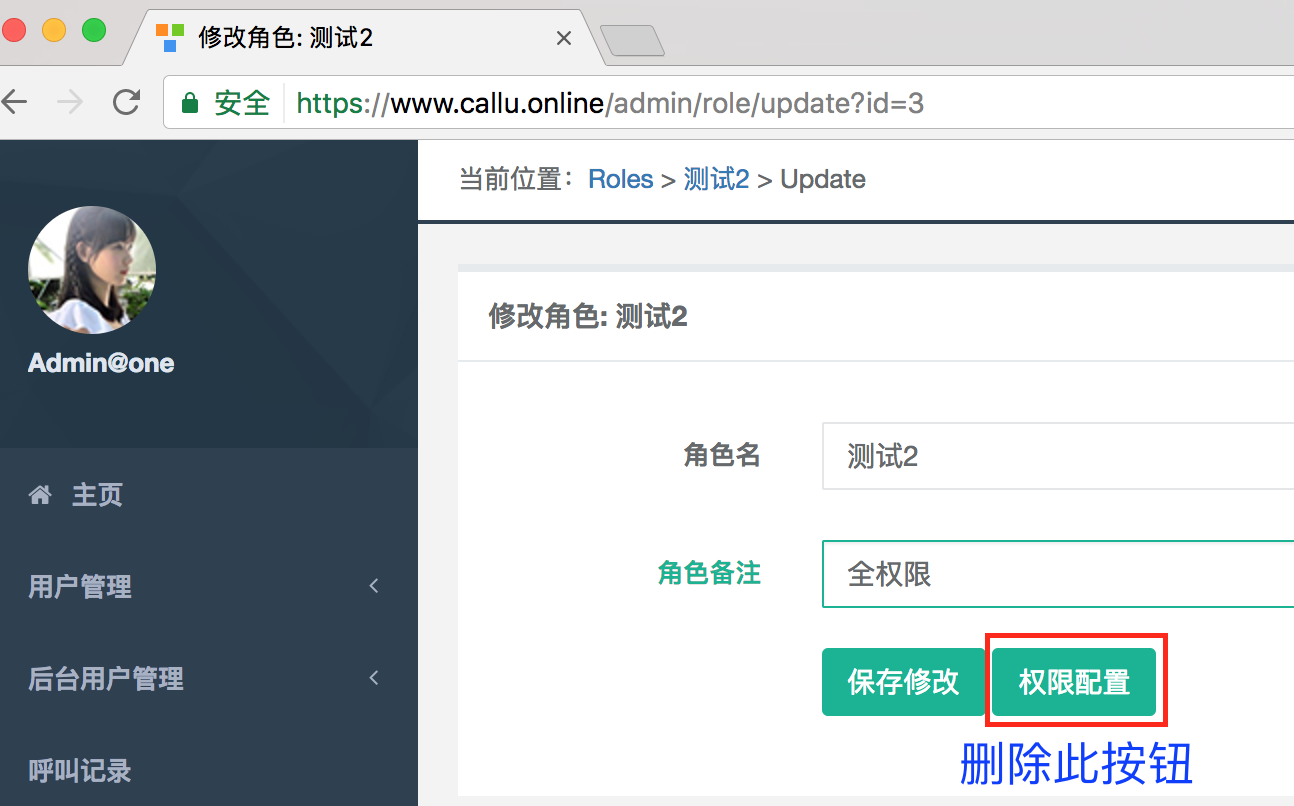 修改角色: 测试2
安全 https://www.callu.online/admin/role/update?id=3
当前位置: Roles > 测试2 > Update
Admin@one
主页
用户管理
后台用户管理
呼叫记录
修改角色: 测试2
角色名 测试2
角色备注 全权限
保存修改 权限配置
删除此按钮